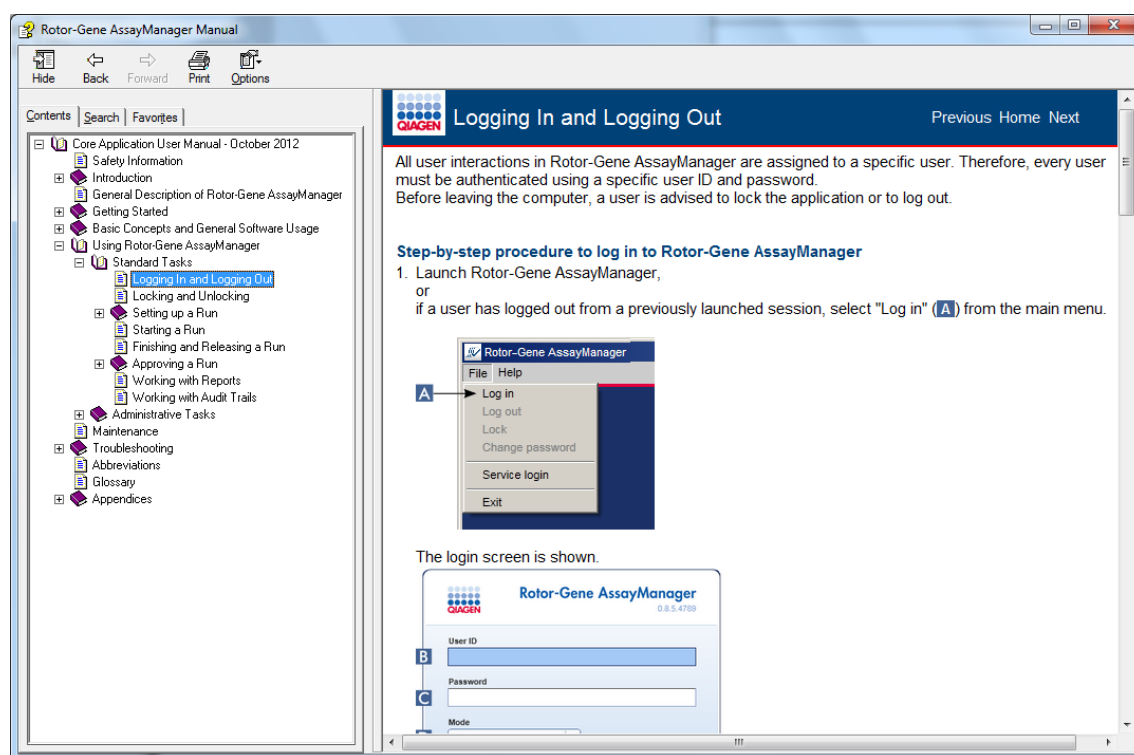 Rotor-Gene AssayManager Manual
Hide Back Forward Print Options
Contents Search Favorites
Core Application User Manual - October 2012
Safety Information
Introduction
General Description of Rotor-Gene AssayManager
Getting Started
Basic Concepts and General Software Usage
Using Rotor-Gene AssayManager
Standard Tasks
Logging In and Logging Out
Locking and Unlocking
Setting up a Run
Starting a Run
Finishing and Releasing a Run
Approving a Run
Working with Reports
Working with Audit Trails
Administrative Tasks
Maintenance
Troubleshooting
Abbreviations
Glossary
Appendices
QIAGEN
Logging In and Logging Out
Previous Home Next
All user interactions in Rotor-Gene AssayManager are assigned to a specific user. Therefore, every user
must be authenticated using a specific user ID and password.
Before leaving the computer, a user is advised to lock the application or to log out.
Step-by-step procedure to log in to Rotor-Gene AssayManager
1. Launch Rotor-Gene AssayManager,
or
if a user has logged out from a previously launched session, select "Log in" (A) from the main menu.
Rotor-Gene AssayManager
File Help
A Log in
Log out
Lock
Change password
Service login
Exit
The login screen is shown.
QIAGEN
Rotor-Gene AssayManager
0.8.5.4789
User ID
B
Password
C
Mode